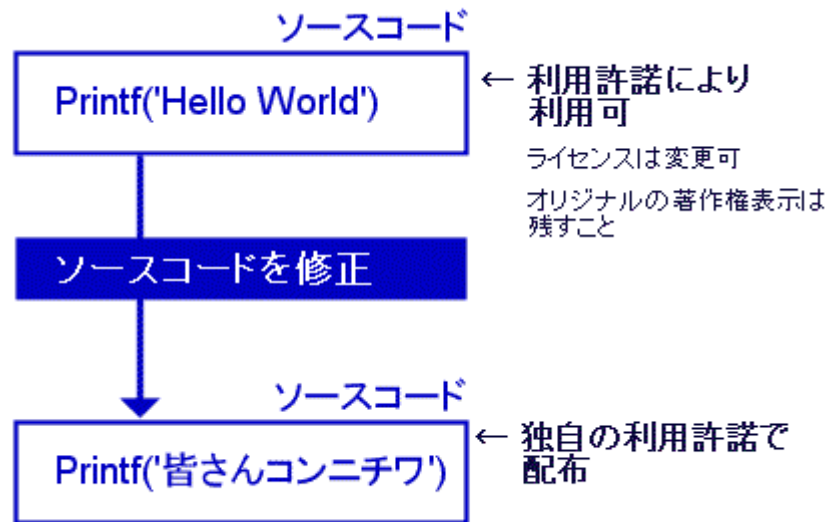 ソースコード
Printf('Hello World')
← 利用許諾により
利用可
ライセンスは変更可
オリジナルの著作権表示は
残すこと
ソースコードを修正
ソースコード
Printf('皆さんコンニチワ')
← 独自の利用許諾で
配布